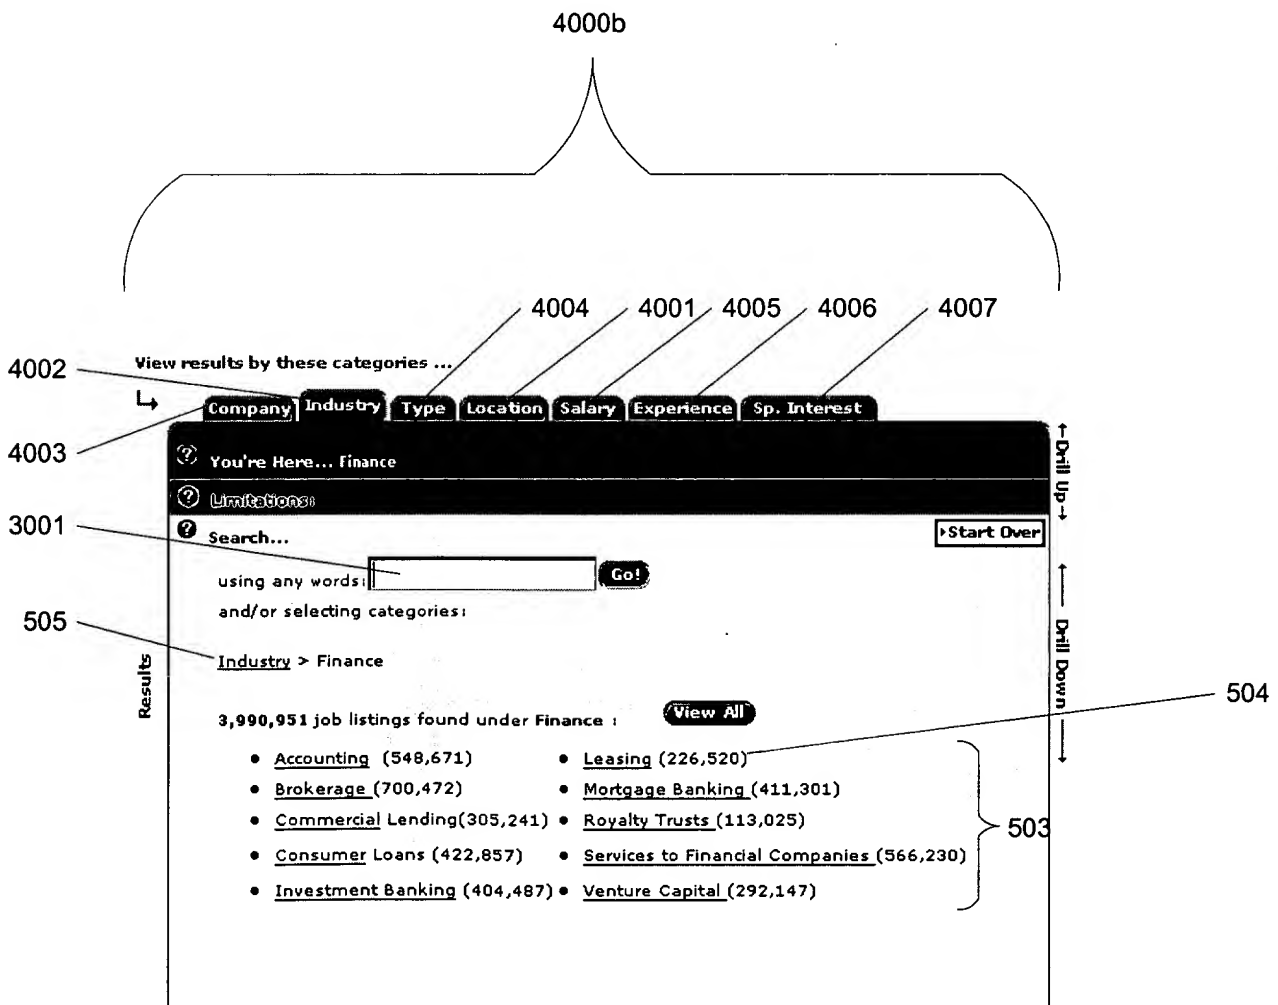 4000b
4004 4001 4005 4006 4007
View results by these categories ...
4002
Company Industry Type Location Salary Experience Sp. Interest
4003
? You're Here... Finance
Drill Up
? Limitations:
3001
? Search...
Start Over
using any words: Go!
and/or selecting categories:
505
Industry > Finance
Drill Down
Results
504
3,990,951 job listings found under Finance : View All
• Accounting (548,671) • Leasing (226,520)
• Brokerage (700,472) • Mortgage Banking (411,301)
• Commercial Lending(305,241) • Royalty Trusts (113,025)
503
• Consumer Loans (422,857) • Services to Financial Companies (566,230)
• Investment Banking (404,487) • Venture Capital (292,147)